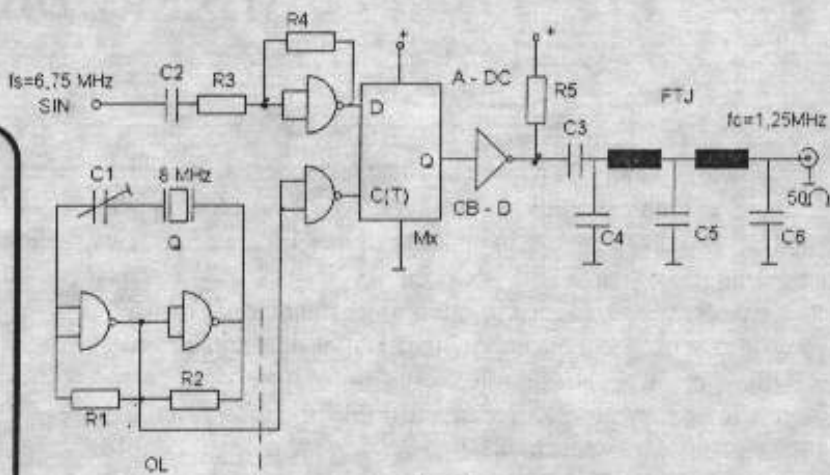 R4
fs=6,75 MHz
SIN
C2
R3
A - DC
R5
FTJ
D
C3
fc=1,25MHz
C1
8 MHz
Q
C(T)
Q
CB - D
Mx
C4
C5
C6
50Ω
R1
R2
OL